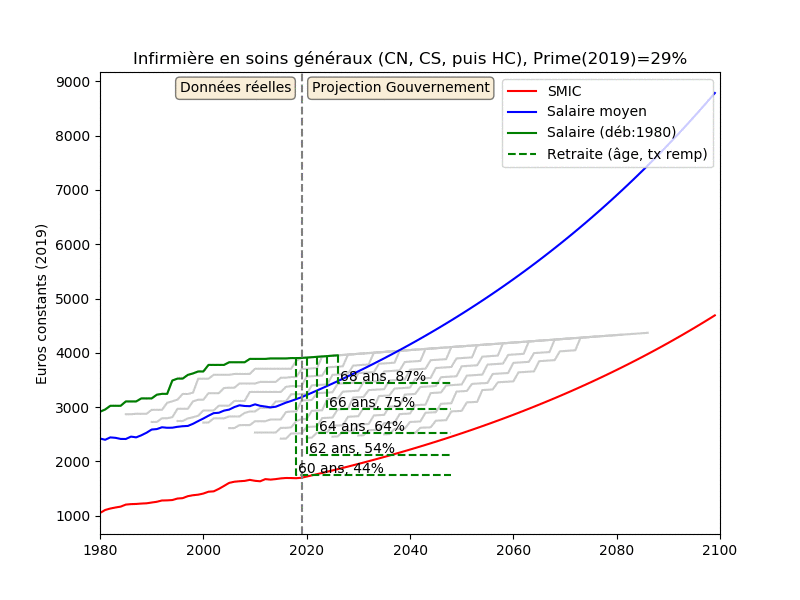 Infirmière en soins généraux (CN, CS, puis HC), Prime(2019)=29%
Données réelles
Projection Gouvernement
SMIC
Salaire moyen
Salaire (déb:1980)
Retraite (âge, tx remp)
Euros constants (2019)
9000
8000
7000
6000
5000
4000
3000
2000
1000
68 ans, 87%
66 ans, 75%
64 ans, 64%
62 ans, 54%
60 ans, 44%
1980
2000
2020
2040
2060
2080
2100